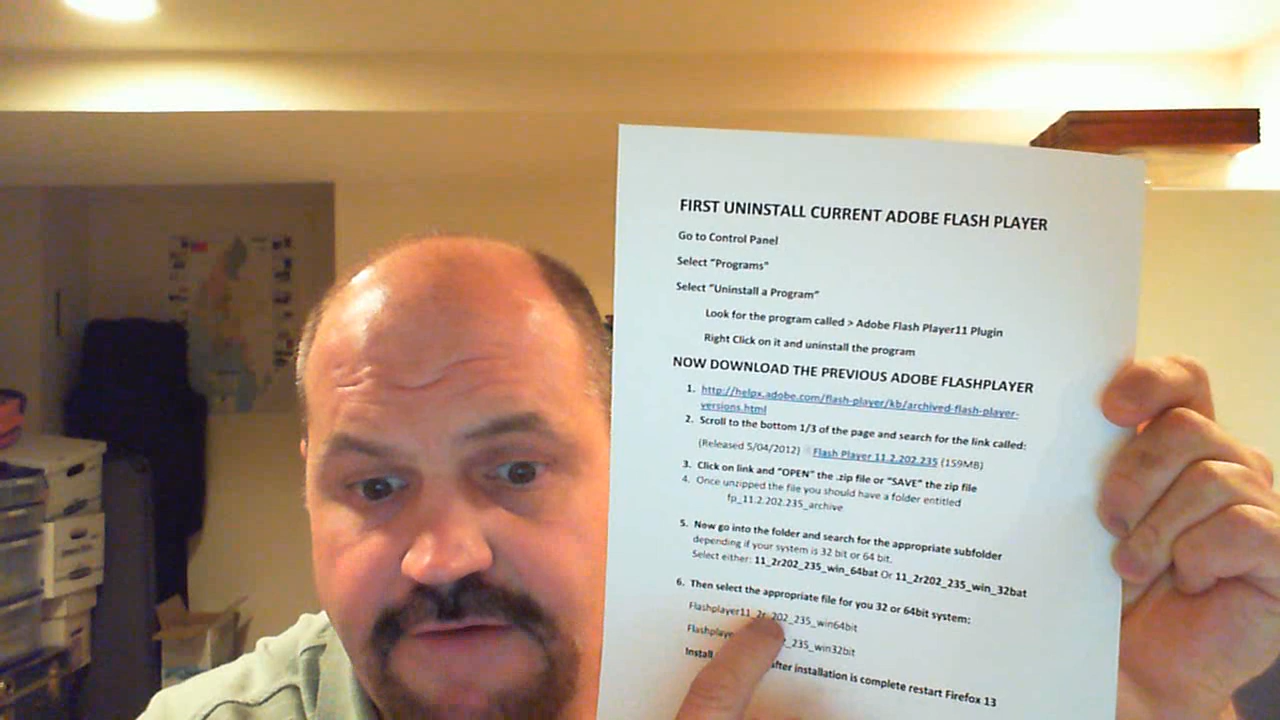 FIRST UNINSTALL CURRENT ADOBE FLASH PLAYER
Go to Control Panel
Select "Programs"
Select "Uninstall a Program"
Look for the program called > Adobe Flash Player11 Plugin
Right Click on it and uninstall the program
NOW DOWNLOAD THE PREVIOUS ADOBE FLASHPLAYER
1. http://helpx.adobe.com/flash-player/kb/archived-flash-player-
versions.html
2. Scroll to the bottom 1/3 of the page and search for the link called:
(Released 5/04/2012) Flash Player 11.2.202.235 (159MB)
3. Click on link and "OPEN" the .zip file or "SAVE" the zip file
4. Once unzipped the file you should have a folder entitled
fp_11.2.202.235_archive
5. Now go into the folder and search for the appropriate subfolder
depending if your system is 32 bit or 64 bit.
Select either: 11_2r202_235_win_64bat Or 11_2r202_235_win_32bat
6. Then select the appropriate file for you 32 or 64bit system:
Flashplayer11_2r_202_235_win64bit
Flashplaye _235_win32bit
Install after installation is complete restart Firefox 13